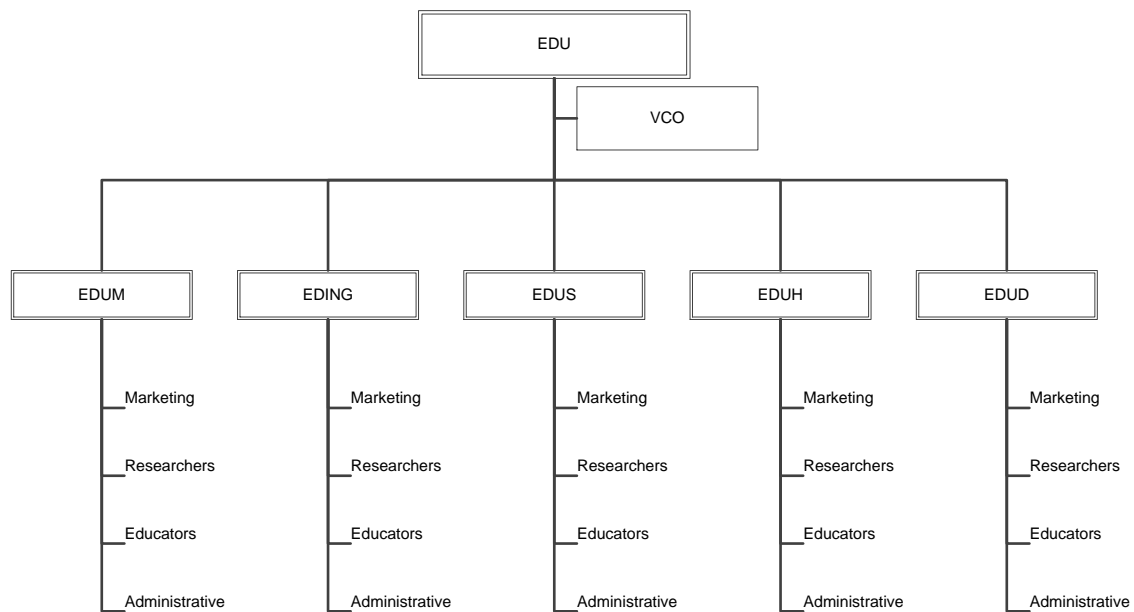 EDU
VCO
EDUM
EDING
EDUS
EDUH
EDUD
Marketing
Marketing
Marketing
Marketing
Marketing
Researchers
Researchers
Researchers
Researchers
Researchers
Educators
Educators
Educators
Educators
Educators
Administrative
Administrative
Administrative
Administrative
Administrative